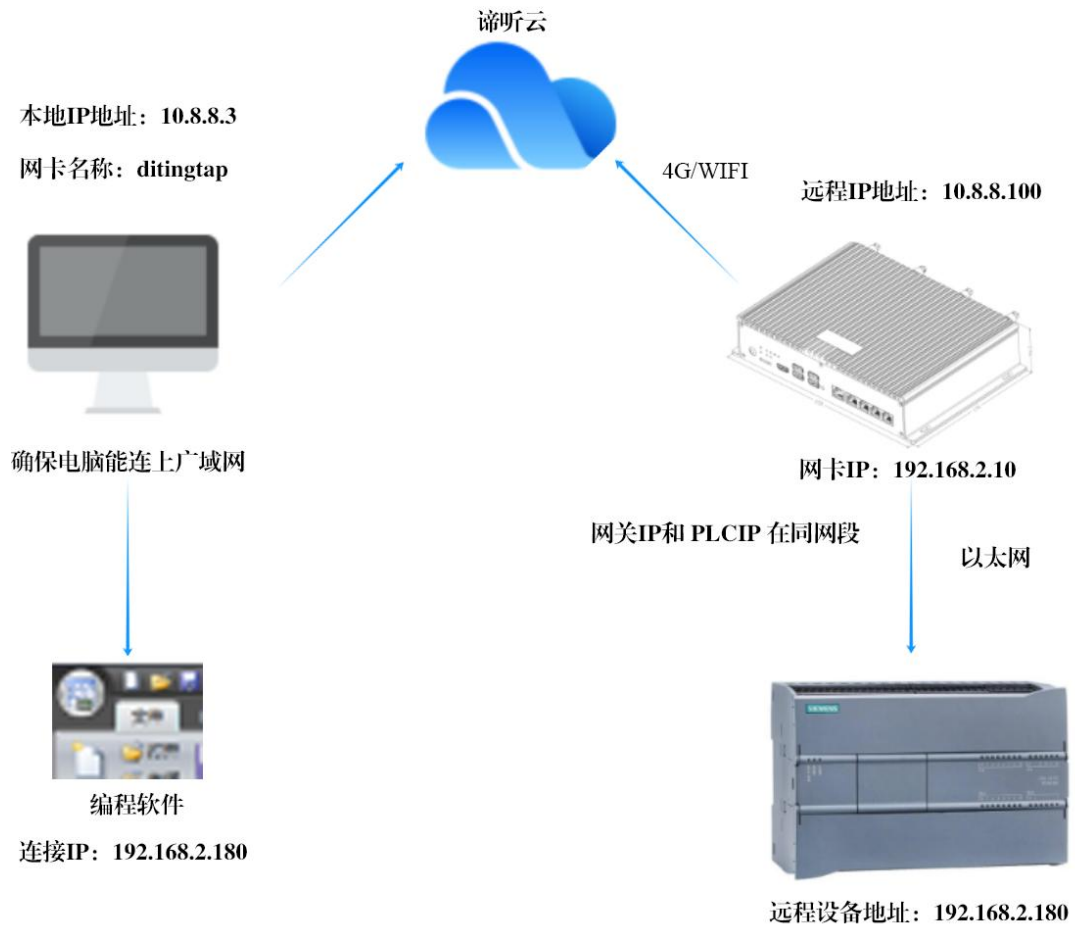 谛听云
本地IP地址：10.8.8.3
网卡名称：ditingtap
4G/WIFI
远程IP地址：10.8.8.100
确保电脑能连上广域网
网卡IP：192.168.2.10
网关IP和 PLCIP 在同网段
以太网
SIEMENS
文件
编程软件
连接IP：192.168.2.180
远程设备地址：192.168.2.180